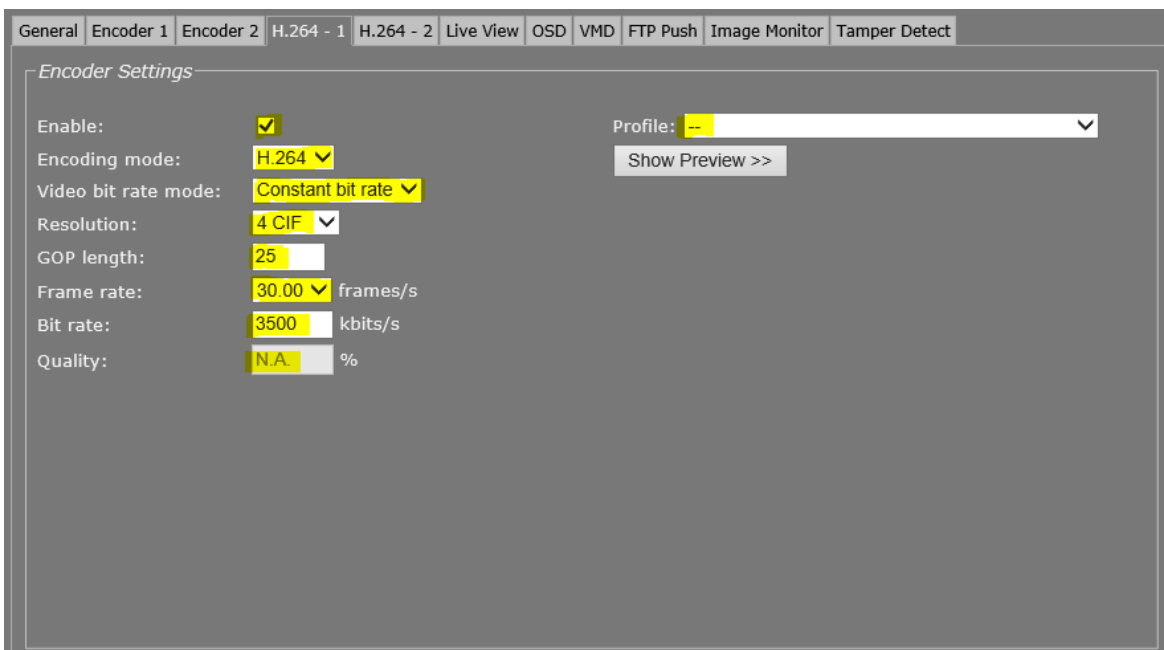 General Encoder 1 Encoder 2 H.264 - 1 H.264 - 2 Live View OSD VMD FTP Push Image Monitor Tamper Detect
Encoder Settings
Enable: Profile: --
Encoding mode: H.264 Show Preview >>
Video bit rate mode: Constant bit rate
Resolution: 4 CIF
GOP length: 25
Frame rate: 30.00 frames/s
Bit rate: 3500 kbits/s
Quality: N.A. %